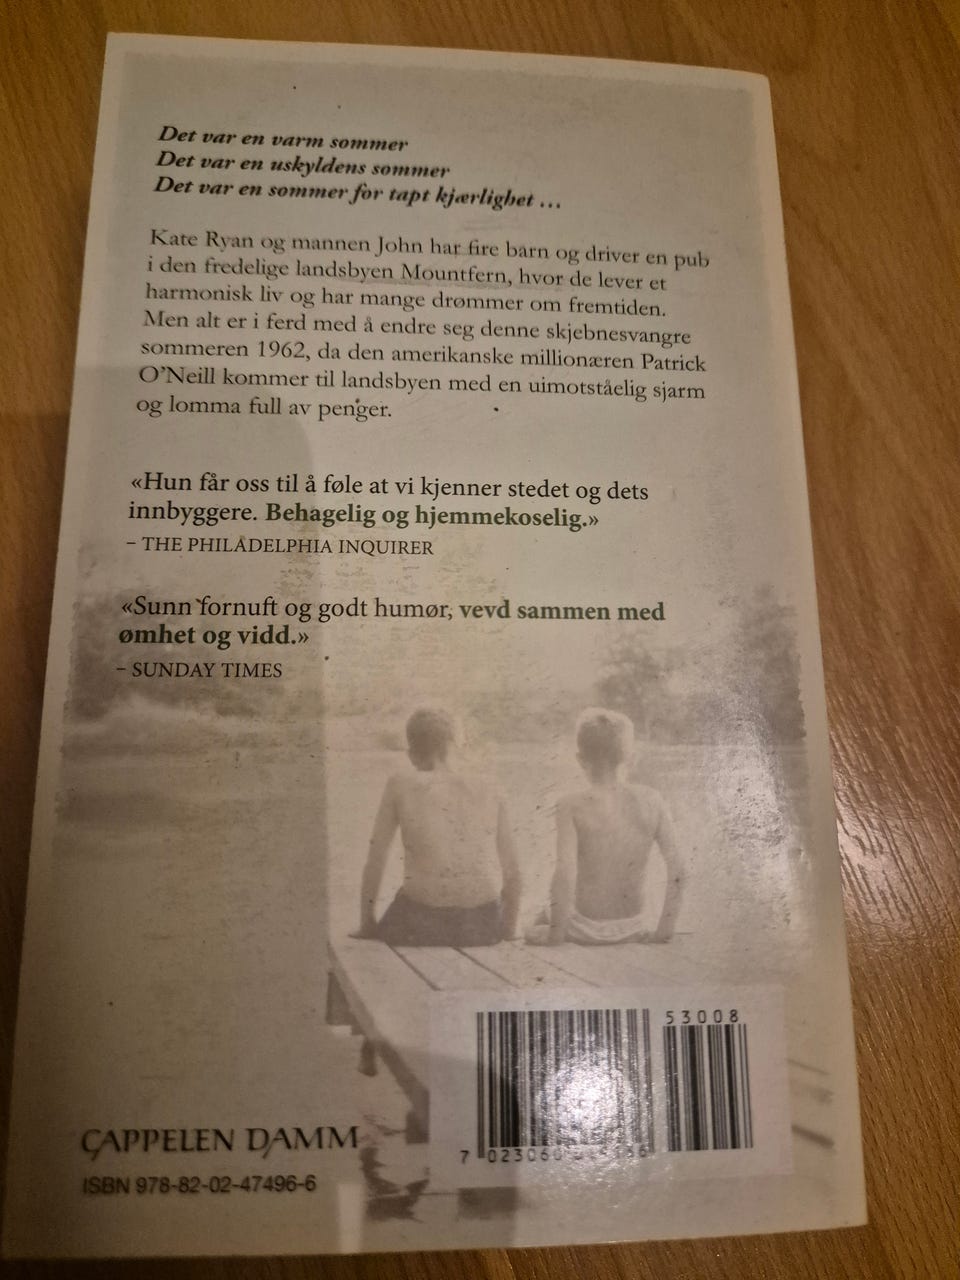 Det var en varm sommer
Det var en uskyldens sommer
Det var en sommer for tapt kjærlighet ...
Kate Ryan og mannen John har fire barn og driver en pub
i den fredelige landsbyen Mountfern, hvor de lever et
harmonisk liv og har mange drømmer om fremtiden.
Men alt er i ferd med å endre seg denne skjebnesvangre
sommeren 1962, da den amerikanske millionæren Patrick
O'Neill kommer til landsbyen med en uimotståelig sjarm
og lomma full av penger.
«Hun får oss til å føle at vi kjenner stedet og dets
innbyggere. Behagelig og hjemmekoselig.»
– THE PHILADELPHIA INQUIRER
«Sunn fornuft og godt humør, vevd sammen med
ømhet og vidd.»
– SUNDAY TIMES
53008
CAPPELEN DAMM
ISBN 978-82-02-47496-6